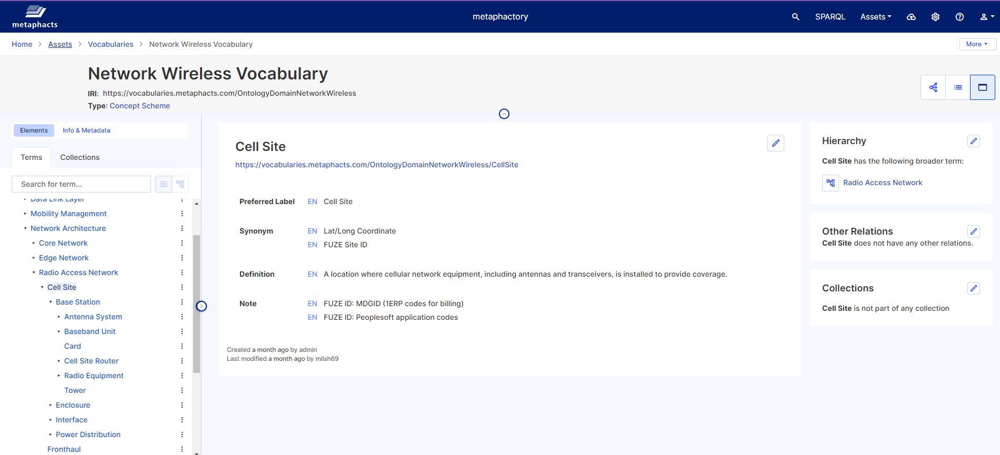 metaphacts
metaphactory
SPARQL
Assets
Home > Assets > Vocabularies > Network Wireless Vocabulary
More
Network Wireless Vocabulary
IRI: https://vocabularies.metaphacts.com/OntologyDomainNetworkWireless
Type: Concept Scheme
Elements
Info & Metadata
Terms
Collections
Search for term...
Data Link Layer
Mobility Management
Network Architecture
Core Network
Edge Network
Radio Access Network
Cell Site
Base Station
Antenna System
Baseband Unit
Card
Cell Site Router
Radio Equipment
Tower
Enclosure
Interface
Power Distribution
Fronthaul
Cell Site
https://vocabularies.metaphacts.com/OntologyDomainNetworkWireless/CellSite
Preferred Label EN Cell Site
Synonym EN Lat/Long Coordinate
EN FUZE Site ID
Definition EN A location where cellular network equipment, including antennas and transceivers, is installed to provide coverage.
Note EN FUZE ID: MDGID (1ERP codes for billing)
EN FUZE ID: Peoplesoft application codes
Created a month ago by admin
Last modified a month ago by milsh69
Hierarchy
Cell Site has the following broader term:
Radio Access Network
Other Relations
Cell Site does not have any other relations.
Collections
Cell Site is not part of any collection